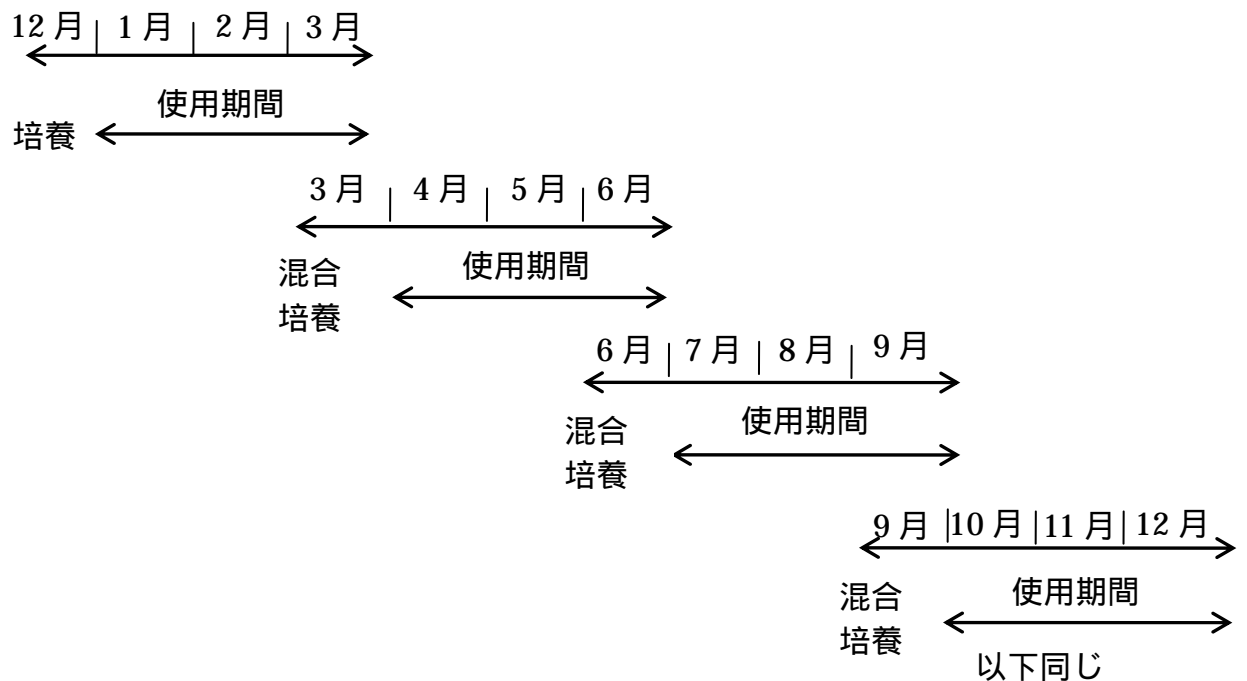 12月 1月 2月 3月
使用期間
培養
3月 4月 5月 6月
使用期間
混合
培養
6月 7月 8月 9月
使用期間
混合
培養
9月 10月 11月 12月
使用期間
混合
培養
以下同じ